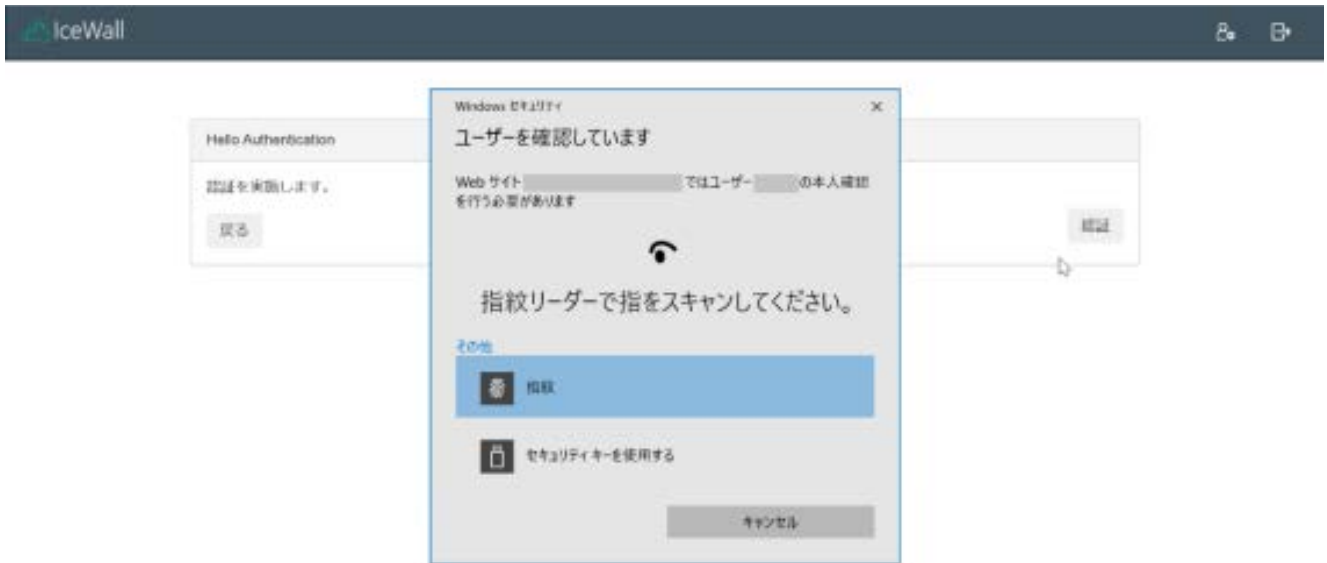 IceWall
Windows セキュリティ
ユーザーを確認しています
Hello Authentication
認証を実施します。
戻る
認証
Web サイト ではユーザー の本人確認
を行う必要があります
指紋リーダーで指をスキャンしてください。
その他
指紋
セキュリティ キーを使用する
キャンセル